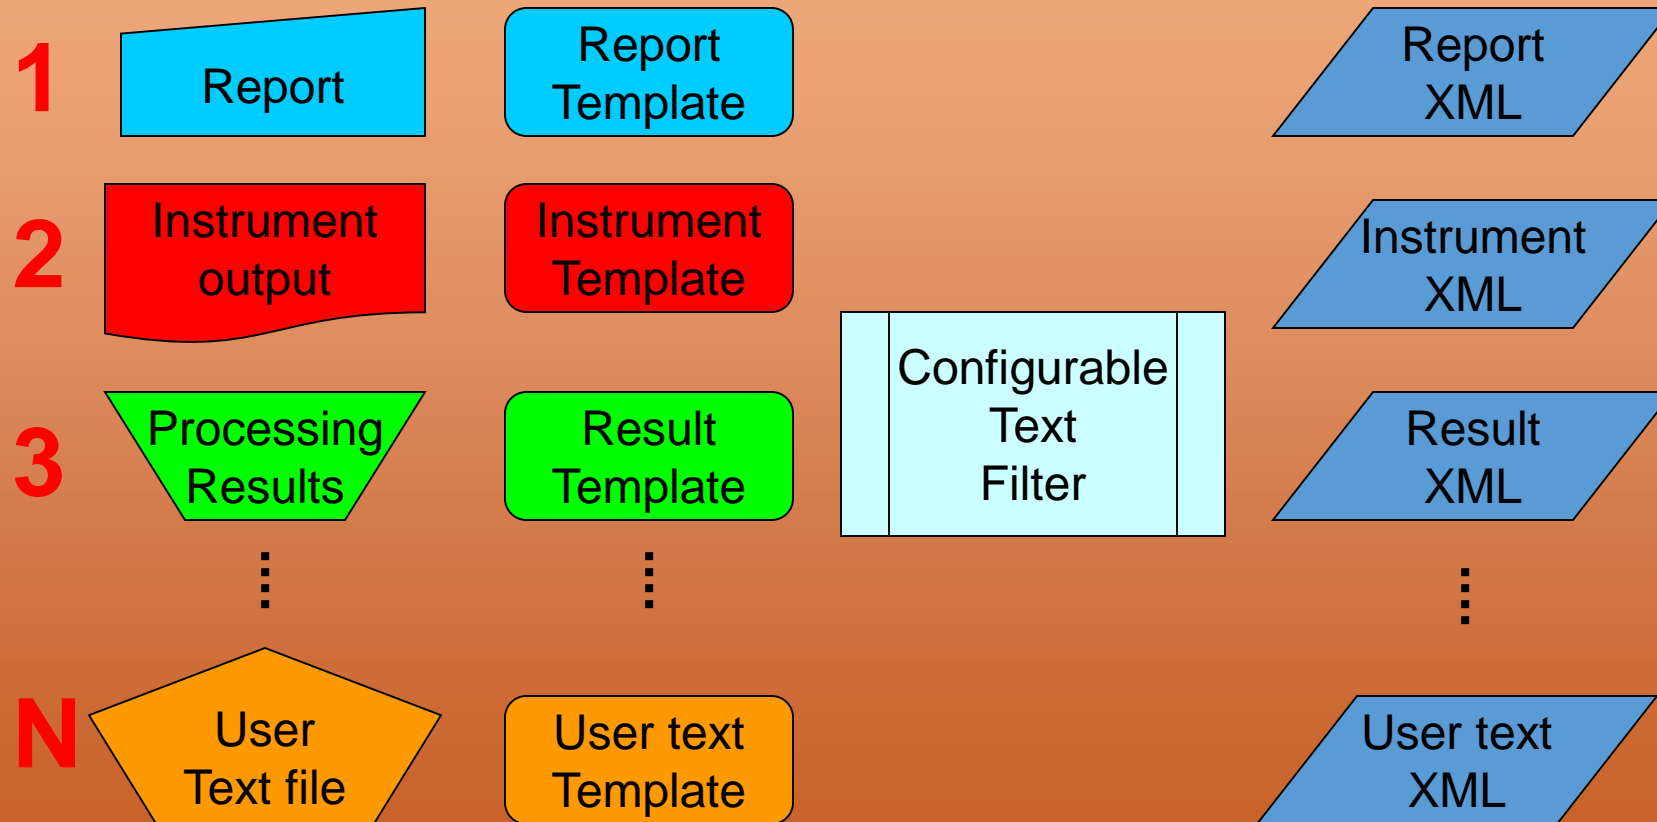 1
Report
Report
Template
Report
XML
2
Instrument
output
Instrument
Template
Instrument
XML
3
Processing
Results
Result
Template
Configurable
Text
Filter
Result
XML
N
User
Text file
User text
Template
User text
XML